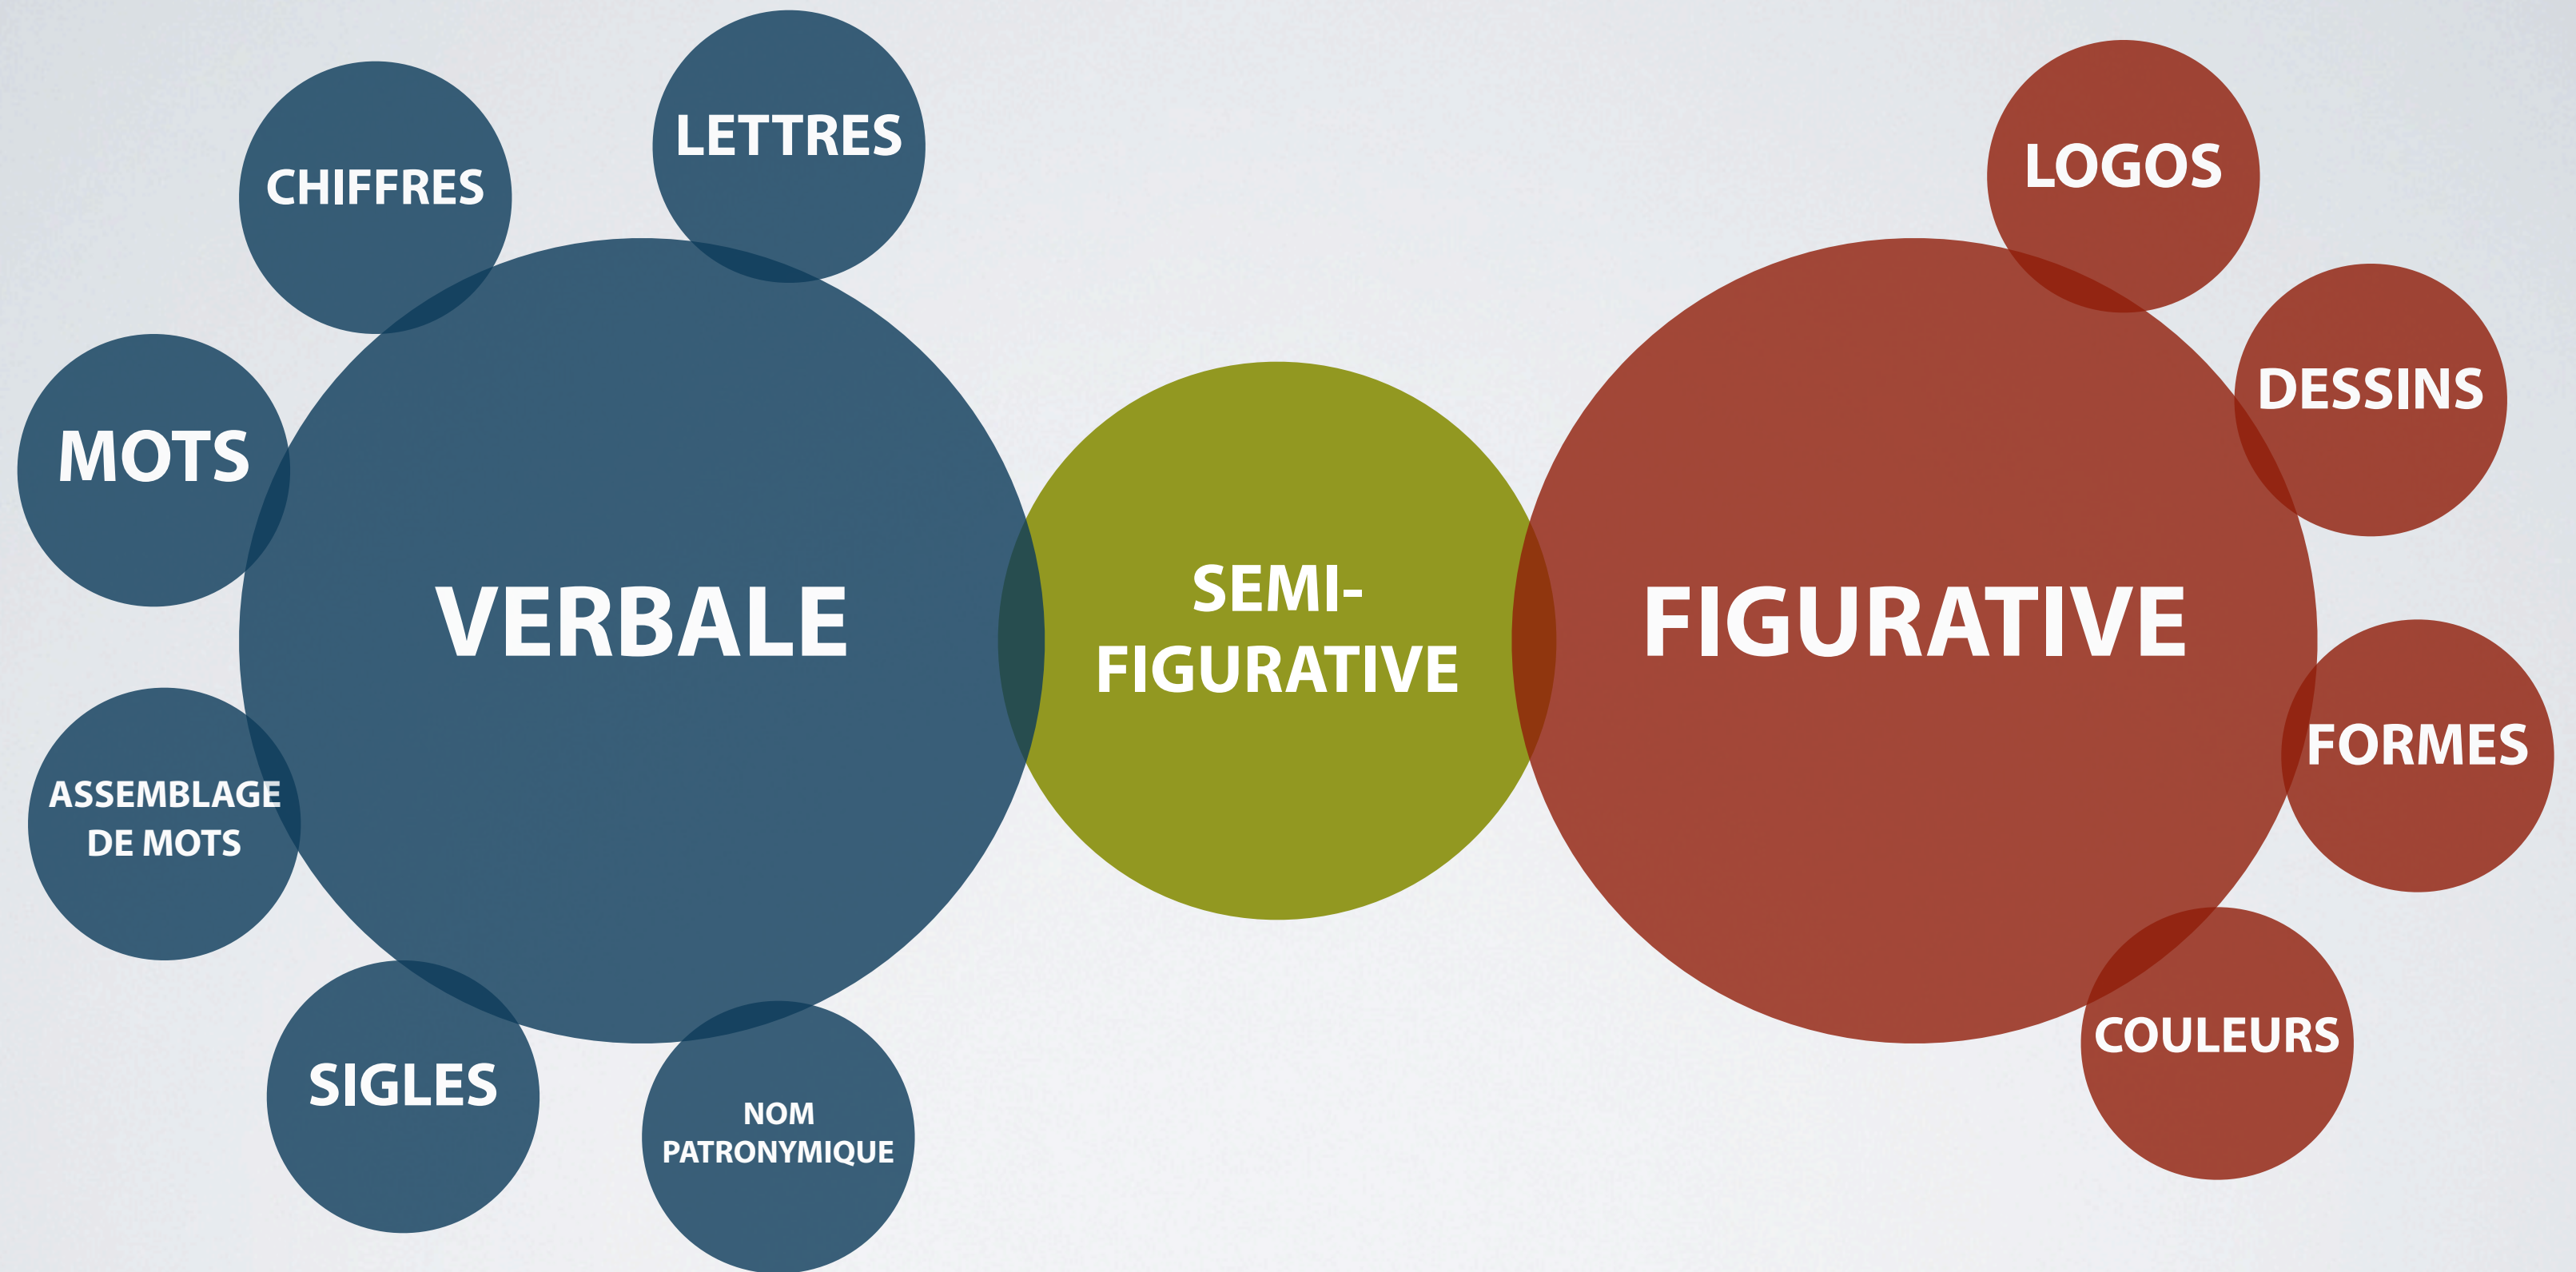 LETTRES
CHIFFRES
MOTS
VERBALE
ASSEMBLAGE
DE MOTS
SIGLES
NOM
PATRONYMIQUE
SEMI-
FIGURATIVE
LOGOS
DESSINS
FIGURATIVE
FORMES
COULEURS